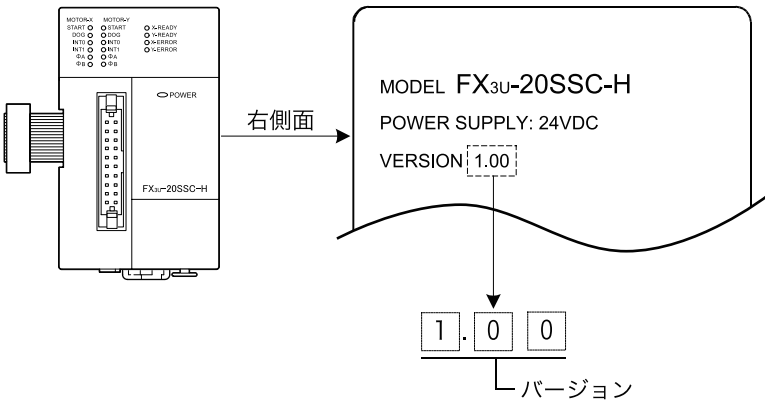 MOTOR-X MOTOR-Y
START START X-READY
DOG DOG Y-READY
INT0 INT0 X-ERROR
INT1 INT1 Y-ERROR
ΦA ΦA
ΦB ΦB
POWER
FX3U-20SSC-H
右側面
MODEL FX3U-20SSC-H
POWER SUPPLY: 24VDC
VERSION 1.00
1.00
バージョン